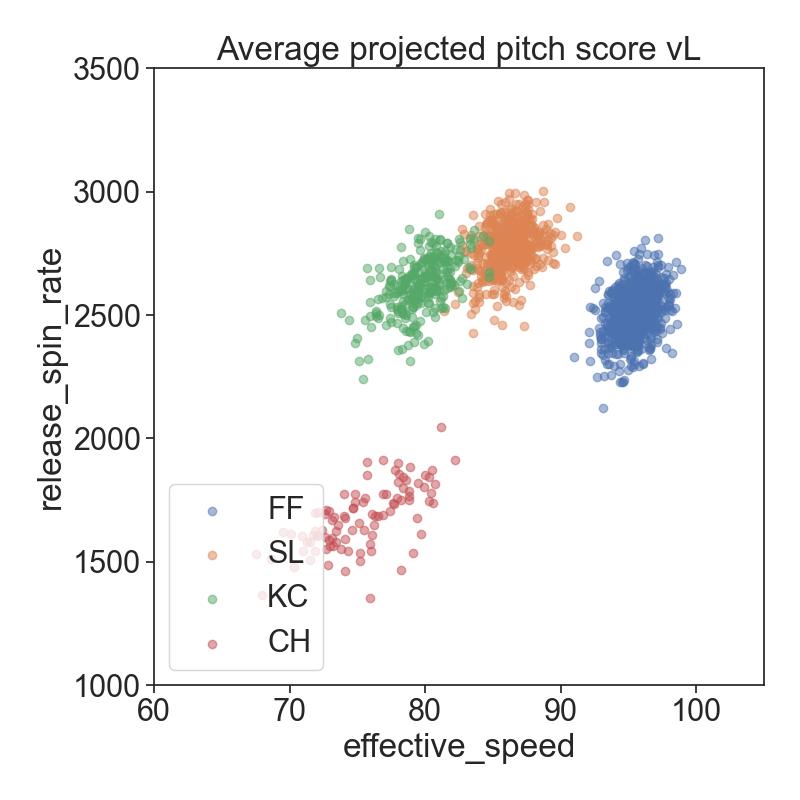 Average projected pitch score vL
3500
3000
2500
2000
1500
1000
release_spin_rate
FF
SL
KC
CH
60 70 80 90 100
effective_speed